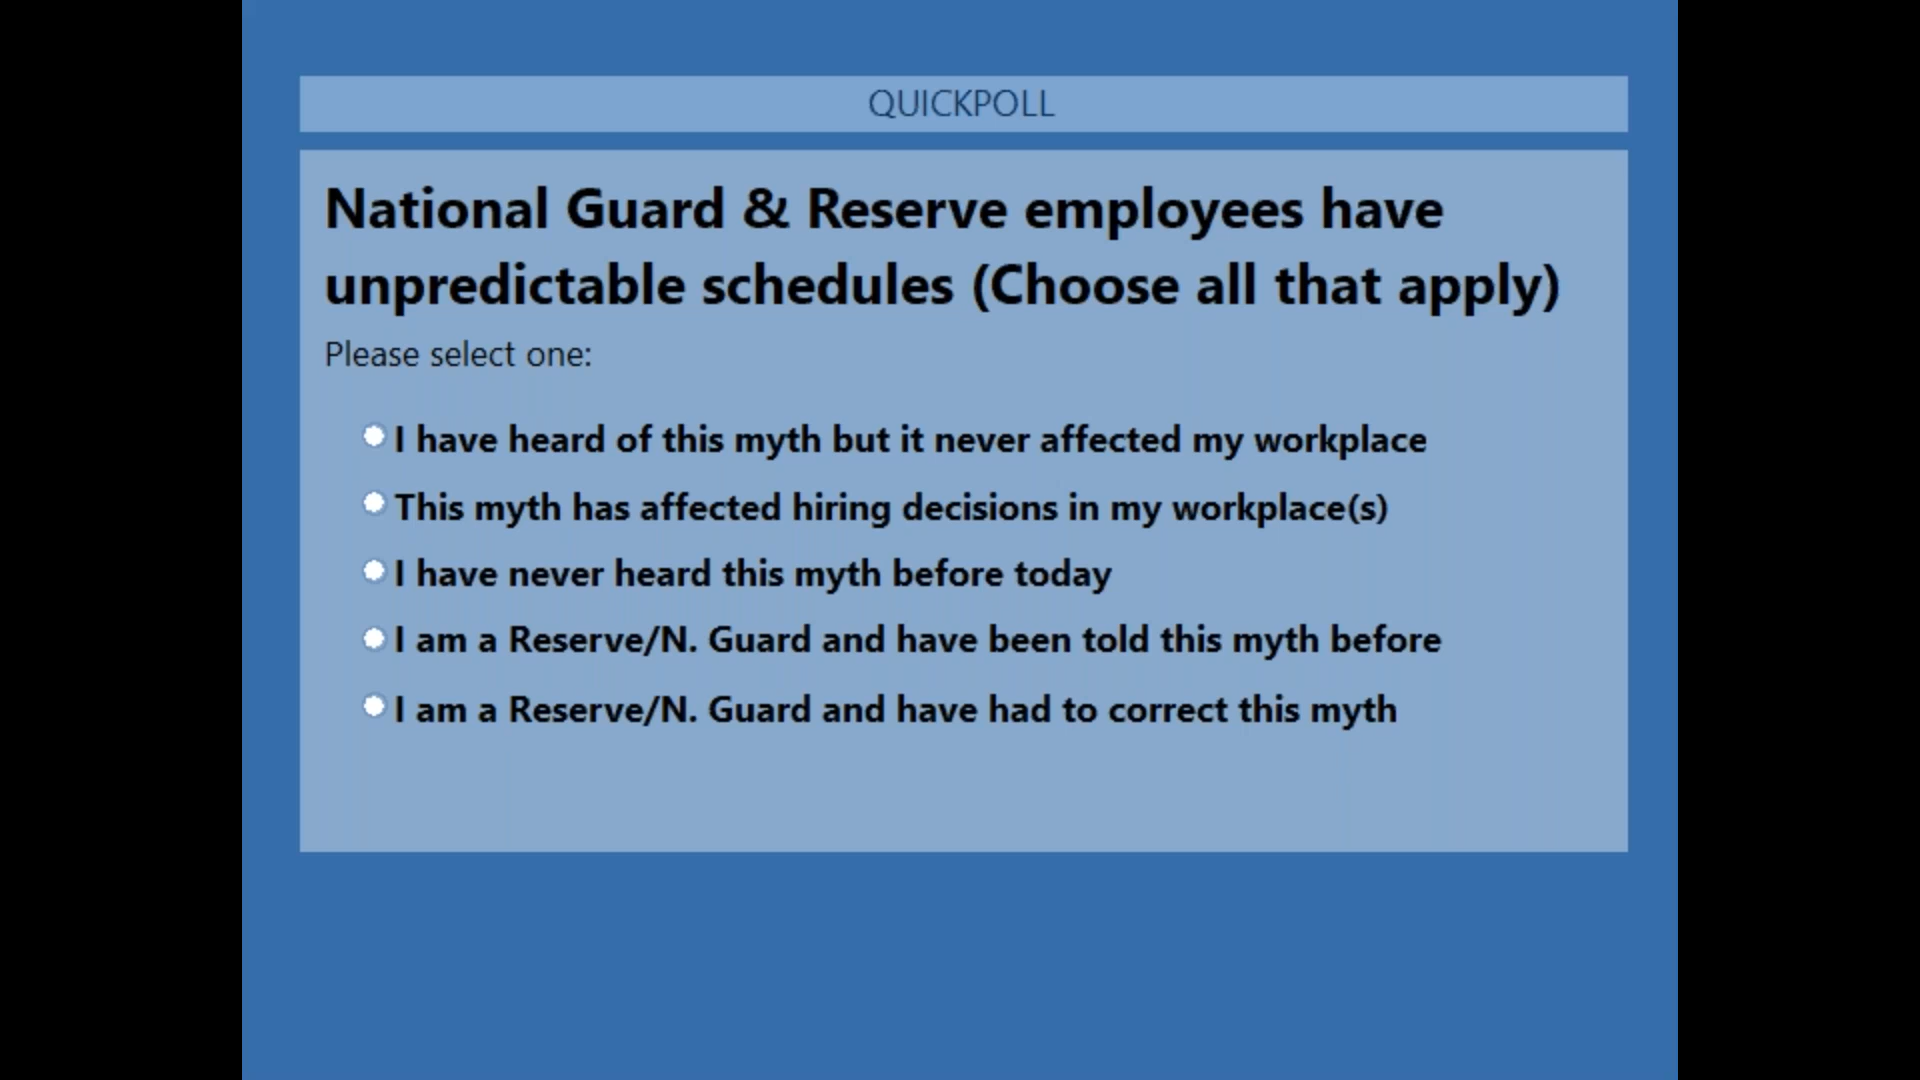 QUICKPOLL
National Guard & Reserve employees have
unpredictable schedules (Choose all that apply)
Please select one:
I have heard of this myth but it never affected my workplace
This myth has affected hiring decisions in my workplace(s)
I have never heard this myth before today
I am a Reserve/N. Guard and have been told this myth before
I am a Reserve/N. Guard and have had to correct this myth